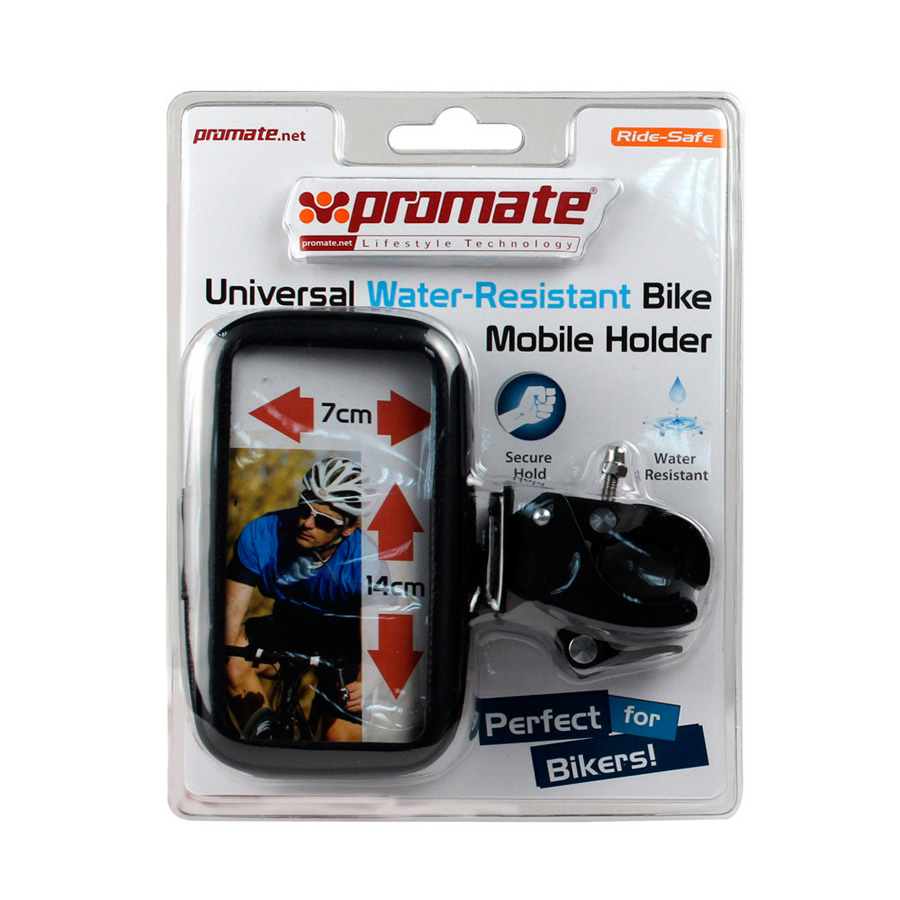 promate.net
Ride-Safe
promate®
promate.net Lifestyle Technology
Universal Water-Resistant Bike
Mobile Holder
7cm
Secure
Hold
Water
Resistant
14cm
Perfect for
Bikers!